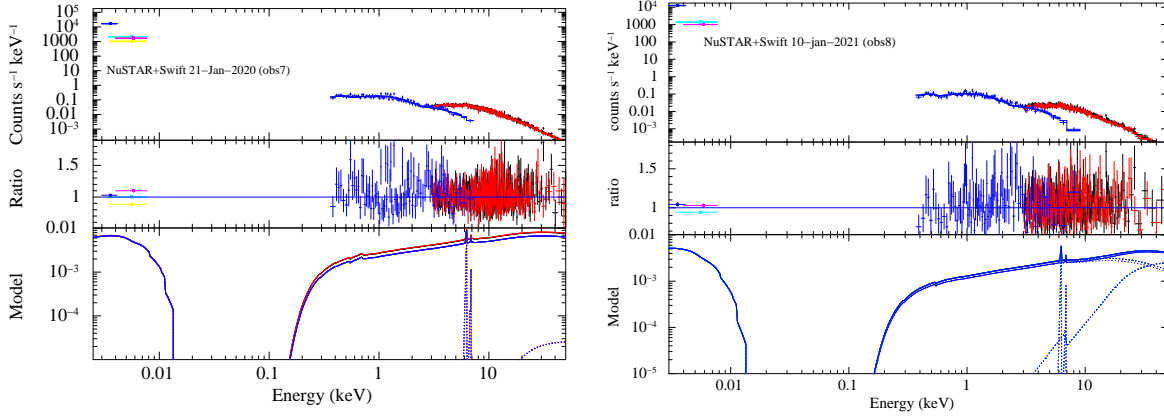 10⁵
10⁴
1000
100
10
1
0.1
0.01
10⁻³
Counts s⁻¹ keV⁻¹
NuSTAR+Swift 21−Jan−2020 (obs7)
1.5
1
Ratio
0.01
10⁻³
10⁻⁴
Model
0.01 0.1 1 10
Energy (keV)
10⁴
1000
100
10
1
0.1
0.01
10⁻³
counts s⁻¹ keV⁻¹
NuSTAR+Swift 10−jan−2021 (obs8)
1.5
1
ratio
0.01
10⁻³
10⁻⁴
10⁻⁵
Model
0.01 0.1 1 10
Energy (keV)